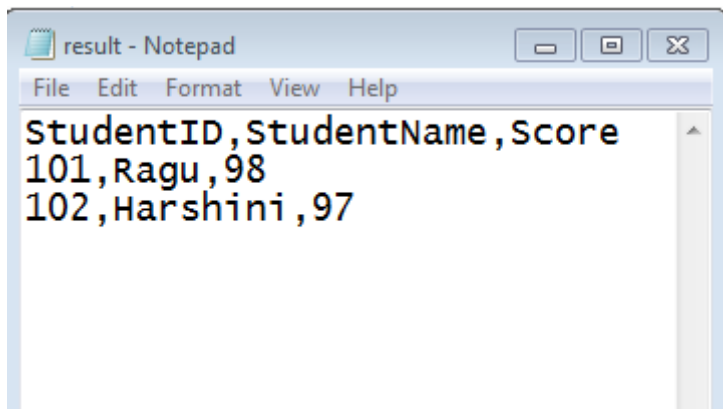 result - Notepad
File Edit Format View Help
StudentID,StudentName,Score
101,Ragu,98
102,Harshini,97